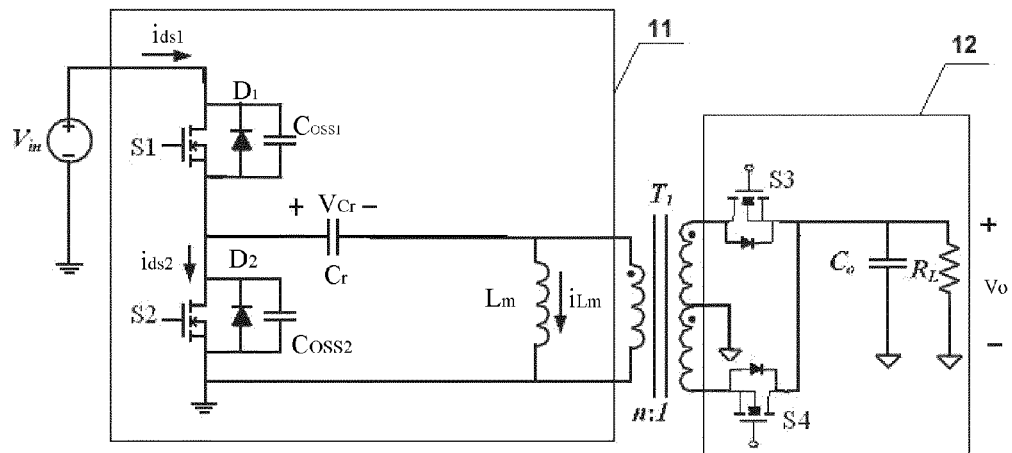 ids1
11
12
D1
Coss1
Vin
+
−
S1
S3
T1
+ VCr −
Cr
+
ids2
D2
Lm
iLm
Co
RL
Vo
S2
COSS2
−
n:1
S4